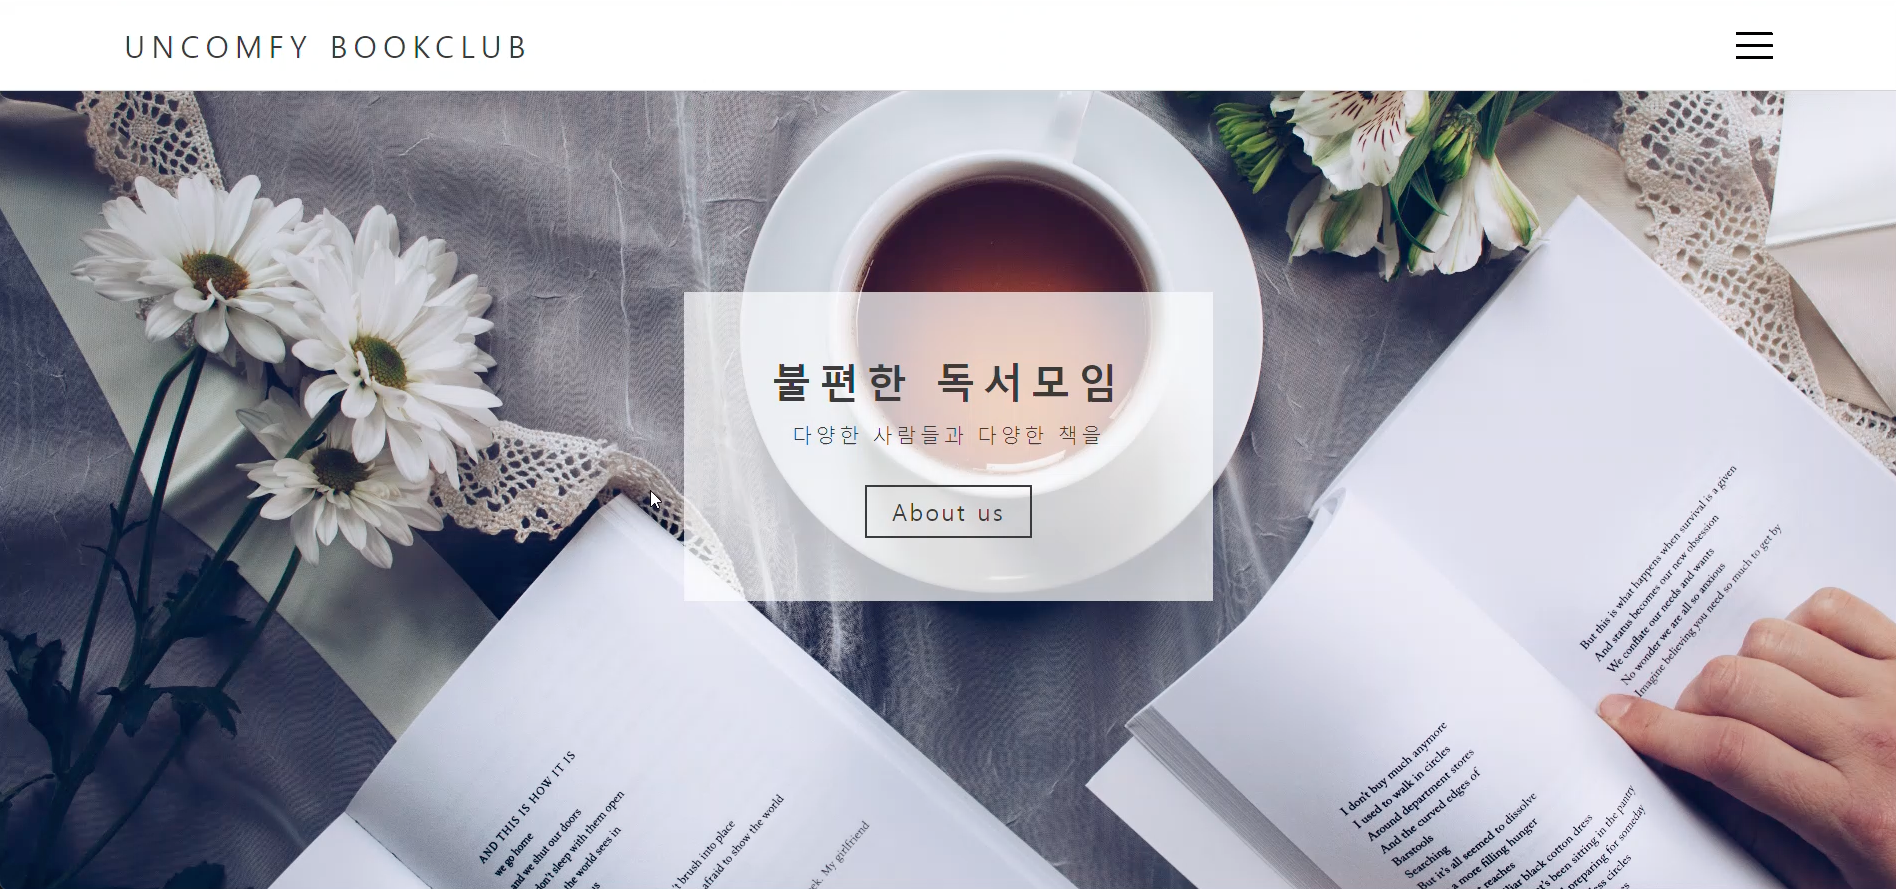 UNCOMFY BOOKCLUB
불편한 독서모임
다양한 사람들과 다양한 책을
About us
But this is what happens when survival is a given
And status becomes our new obsession
We conflate our needs and wants
No wonder we are all so anxious
Imagine believing you need so much to get by
AND THIS IS HOW IT IS
we go home
and we shut our doors
don't sleep with them open
the world sees in
brush into place
afraid to show the world
My girlfriend
I don't buy much anymore
I used to walk in circles
Around department stores
And the curved edges of
Barstools
Searching
But it's all seemed to dissolve
a more filling hunger
reaches
black cotton dress
been sitting in the pantry
preparing for someday
less circles